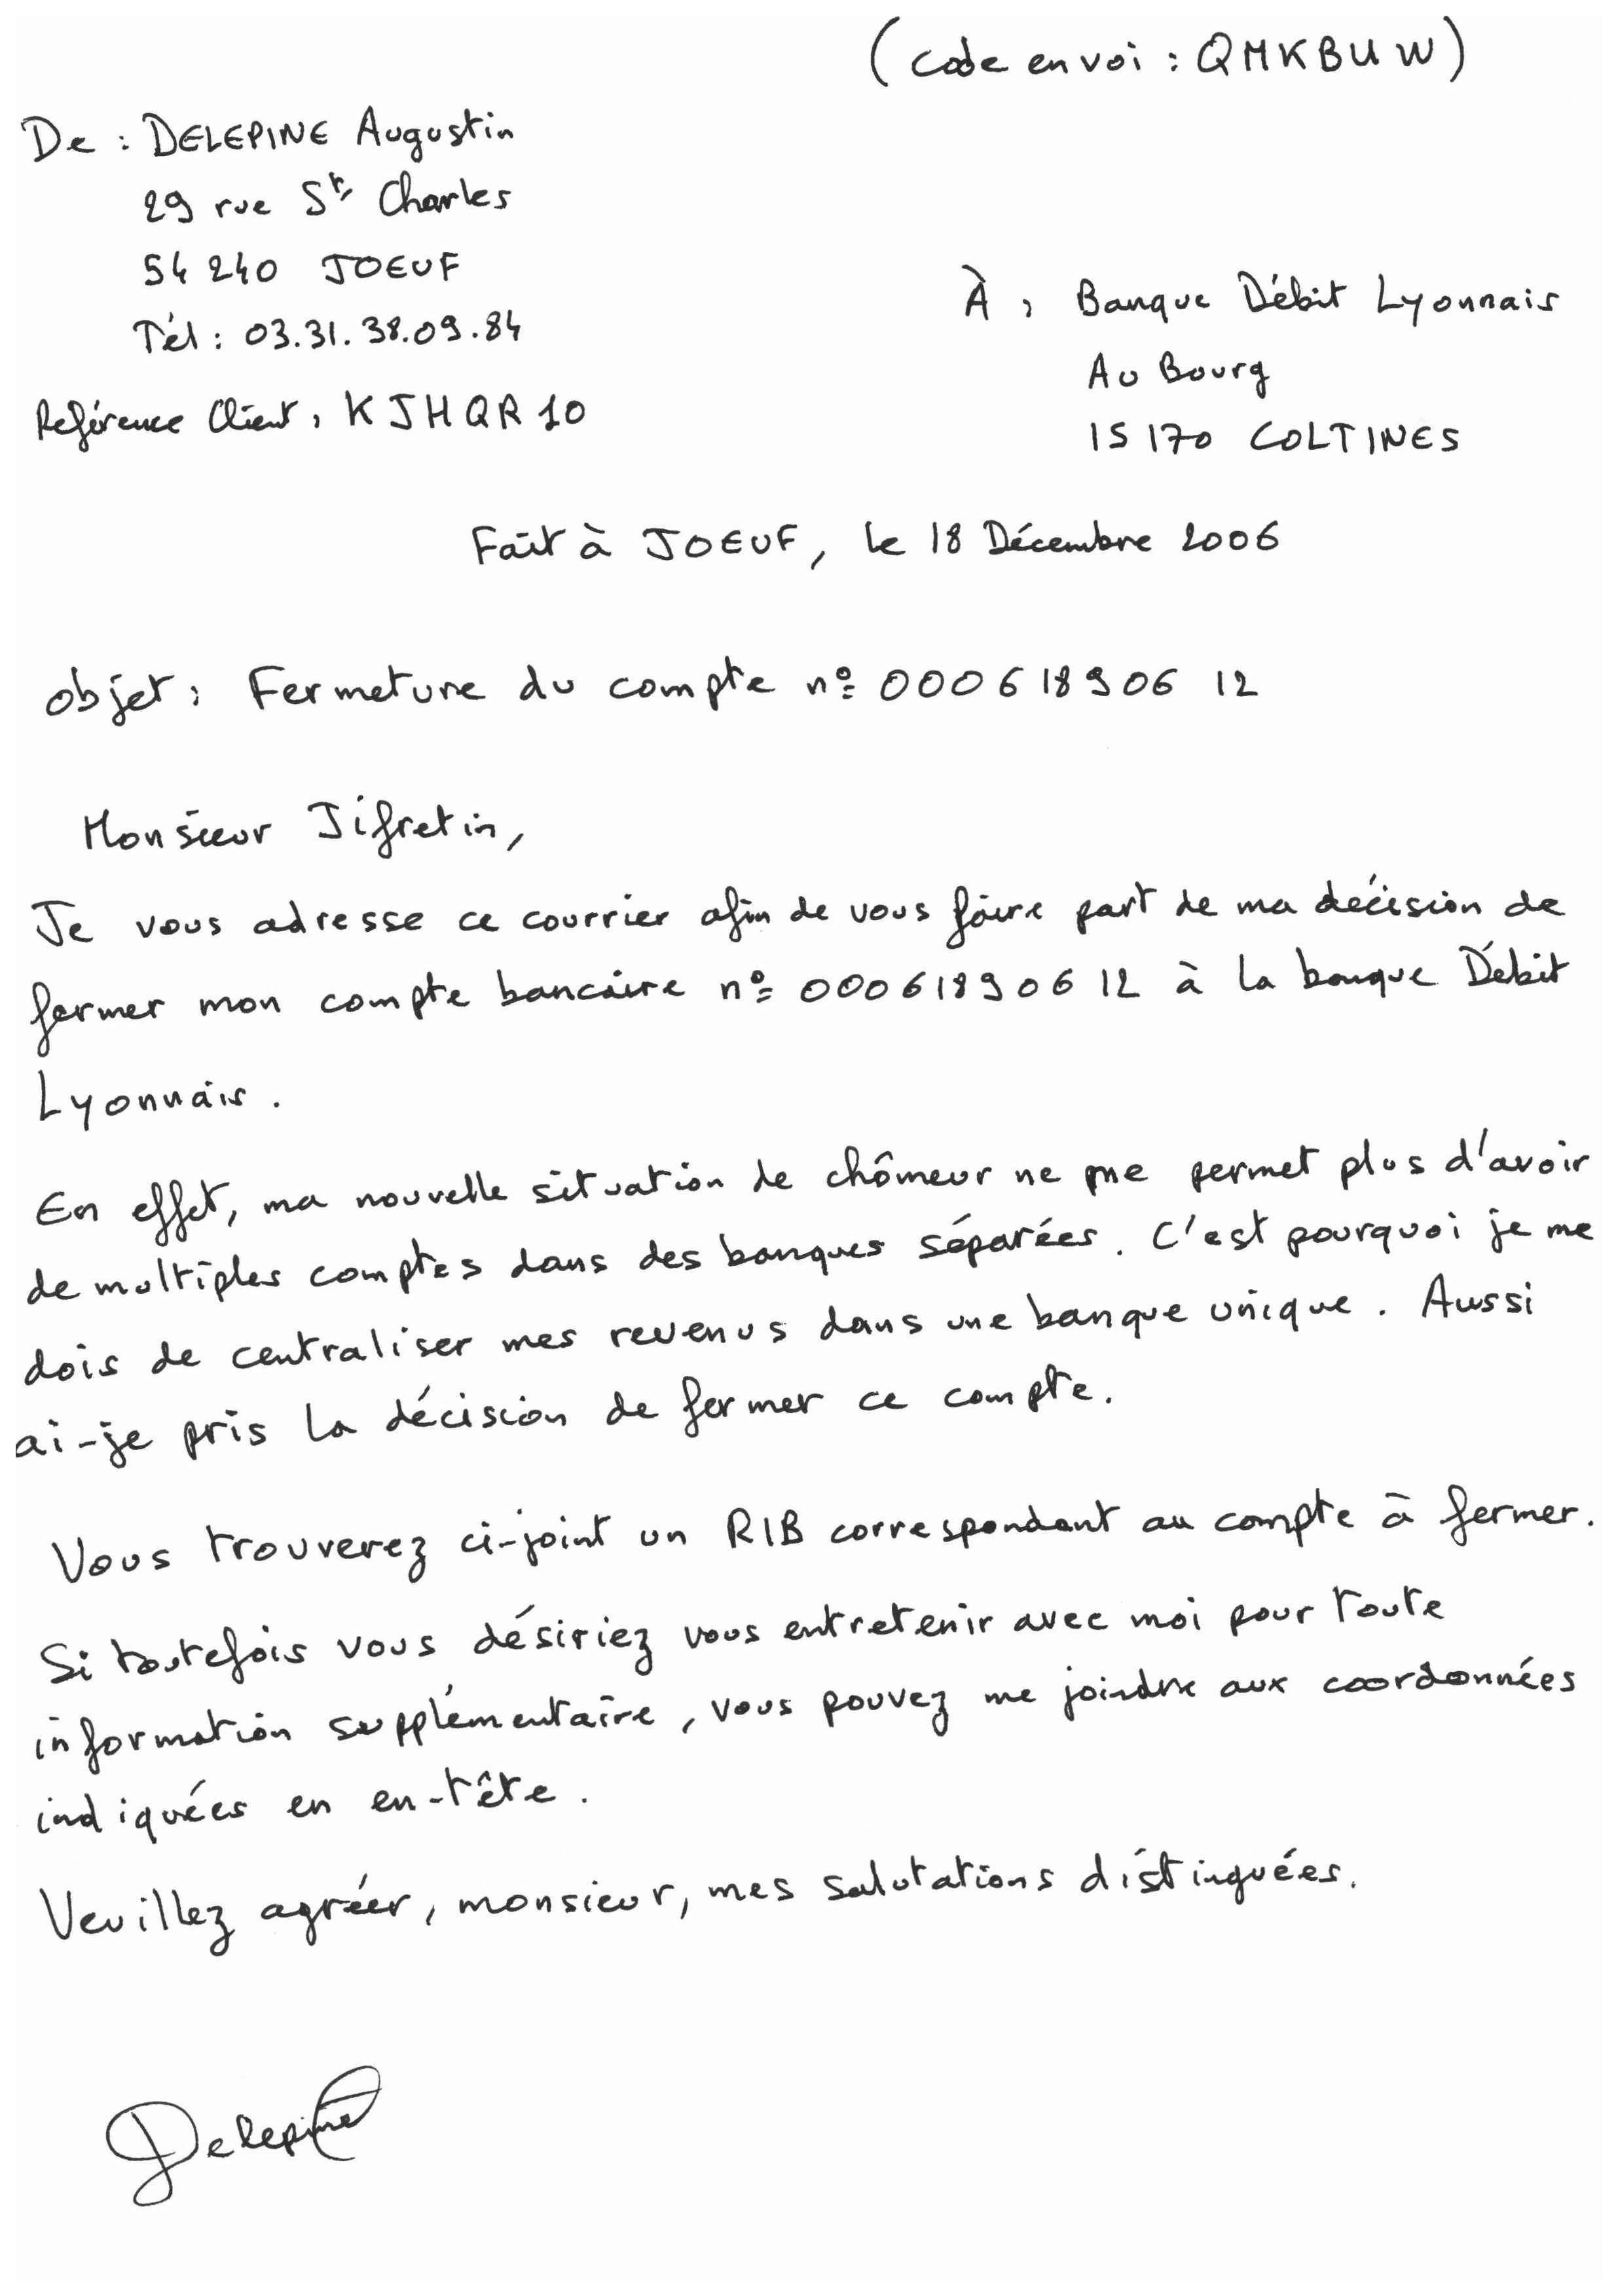 (code envoi : QMKBUW)
De : DELEPINE Augustin
29 rue St Charles
54 240 JOEUF
Tél : 03.31.38.09.84
Reférence Client : KJHQR10
À : Banque Débit Lyonnais
Au Bourg
15170 COLTINES
Fait à JOEUF, le 18 Décembre 2006
objet : Fermeture du compte nº 000618906 12
Monsieur Jifretin,
Je vous adresse ce courrier afin de vous faire part de ma décision de
fermer mon compte bancaire nº 000618906 12 à la banque Débit
Lyonnais.
En effet, ma nouvelle situation de chômeur ne me permet plus d'avoir
de multiples comptes dans des banques séparées. C'est pourquoi je me
dois de centraliser mes revenus dans une banque unique. Aussi
ai-je pris la décision de fermer ce compte.
Vous trouverez ci-joint un RIB correspondant au compte à fermer.
Si toutefois vous désiriez vous entretenir avec moi pour toute
information supplémentaire, vous pouvez me joindre aux coordonnées
indiquées en en-tête.
Veuillez agréer, monsieur, mes salutations distinguées.
Delepine